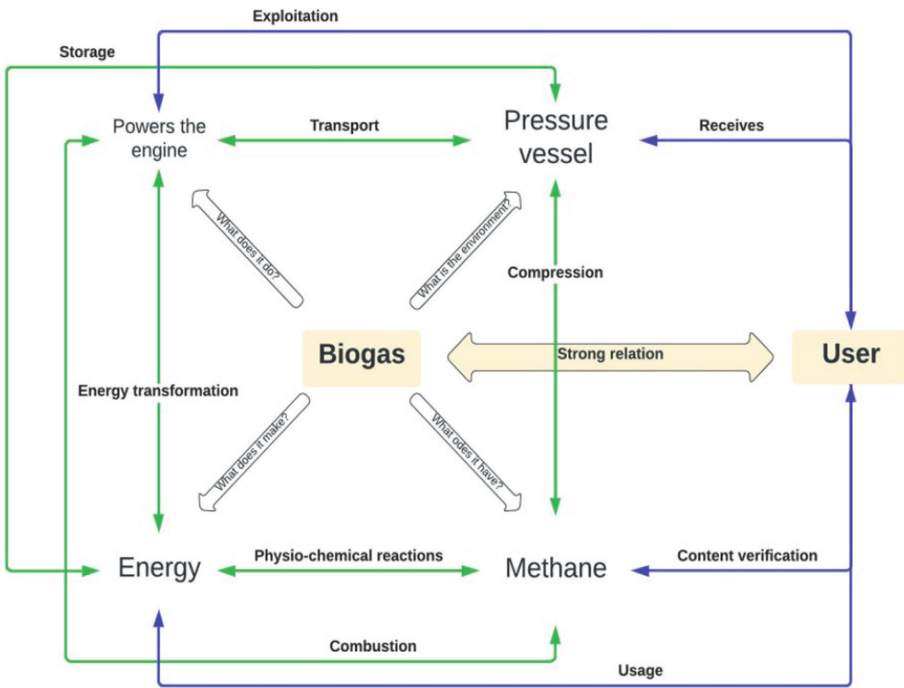 Exploitation
Storage
Powers the
engine
Transport
Pressure
vessel
Receives
What does it do?
What is the environment?
Compression
Biogas
Strong relation
User
Energy transformation
What does it make?
What odes it have?
Energy
Physio-chemical reactions
Methane
Content verification
Combustion
Usage